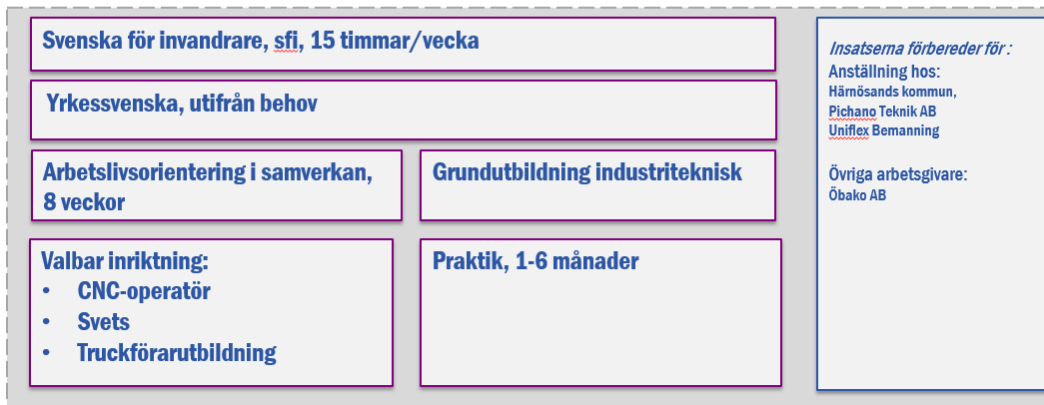 Svenska för invandrare, sfi, 15 timmar/vecka
Yrkessvenska, utifrån behov
Arbetslivsorientering i samverkan,
8 veckor
Grundutbildning industriteknisk
Valbar inriktning:
• CNC-operatör
• Svets
• Truckförarutbildning
Praktik, 1-6 månader
Insatserna förbereder för :
Anställning hos:
Härnösands kommun,
Pichano Teknik AB
Uniflex Bemanning
Övriga arbetsgivare:
Öbako AB